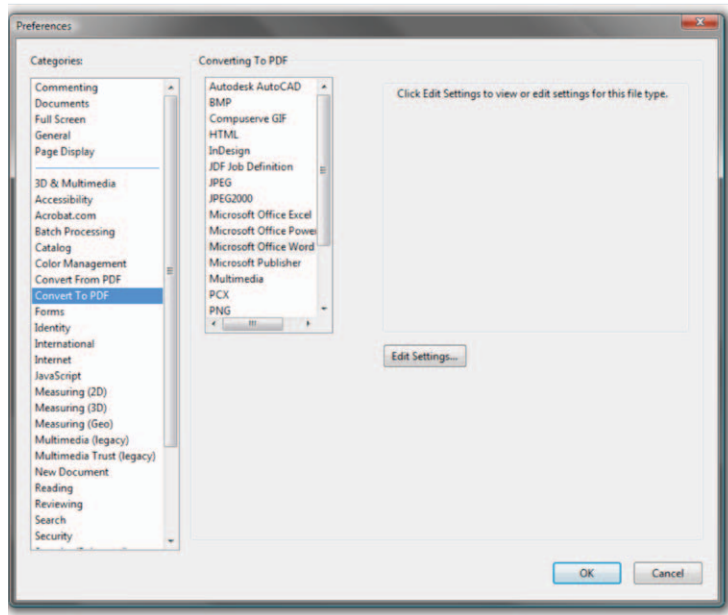 Preferences
Categories:
Commenting
Documents
Full Screen
General
Page Display
3D & Multimedia
Accessibility
Acrobat.com
Batch Processing
Catalog
Color Management
Convert From PDF
Convert To PDF
Forms
Identity
International
Internet
JavaScript
Measuring (2D)
Measuring (3D)
Measuring (Geo)
Multimedia (legacy)
Multimedia Trust (legacy)
New Document
Reading
Reviewing
Search
Security
Converting To PDF
Autodesk AutoCAD
BMP
Compuserve GIF
HTML
InDesign
JDF Job Definition
JPEG
JPEG2000
Microsoft Office Excel
Microsoft Office Power
Microsoft Office Word
Microsoft Publisher
Multimedia
PCX
PNG
Click Edit Settings to view or edit settings for this file type.
Edit Settings...
OK
Cancel